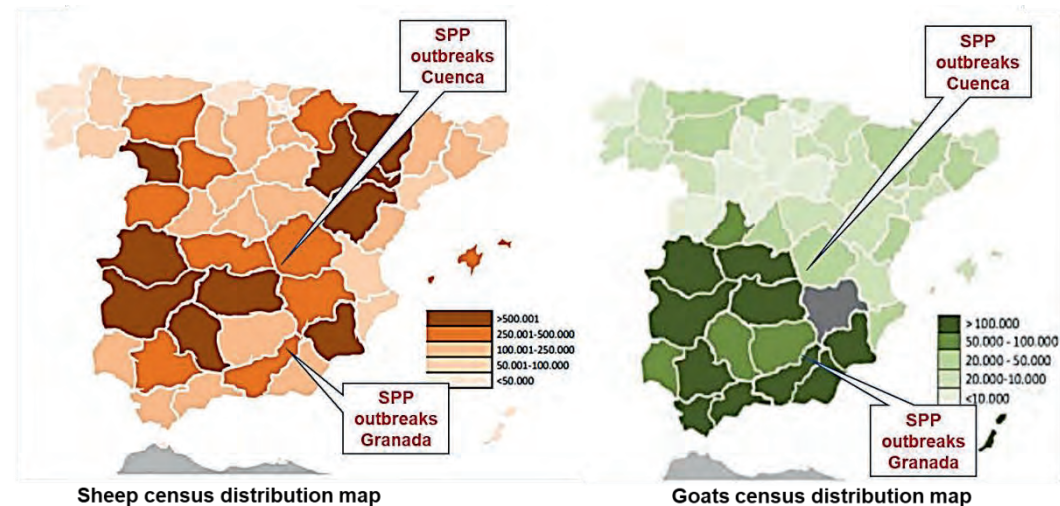 SPP
outbreaks
Cuenca
>500.001
250.001-500.000
100.001-250.000
50.001-100.000
<50.000
SPP
outbreaks
Granada
Sheep census distribution map
SPP
outbreaks
Cuenca
> 100.000
50.000 - 100.000
20.000 - 50.000
20.000-10.000
<10.000
SPP
outbreaks
Granada
Goats census distribution map